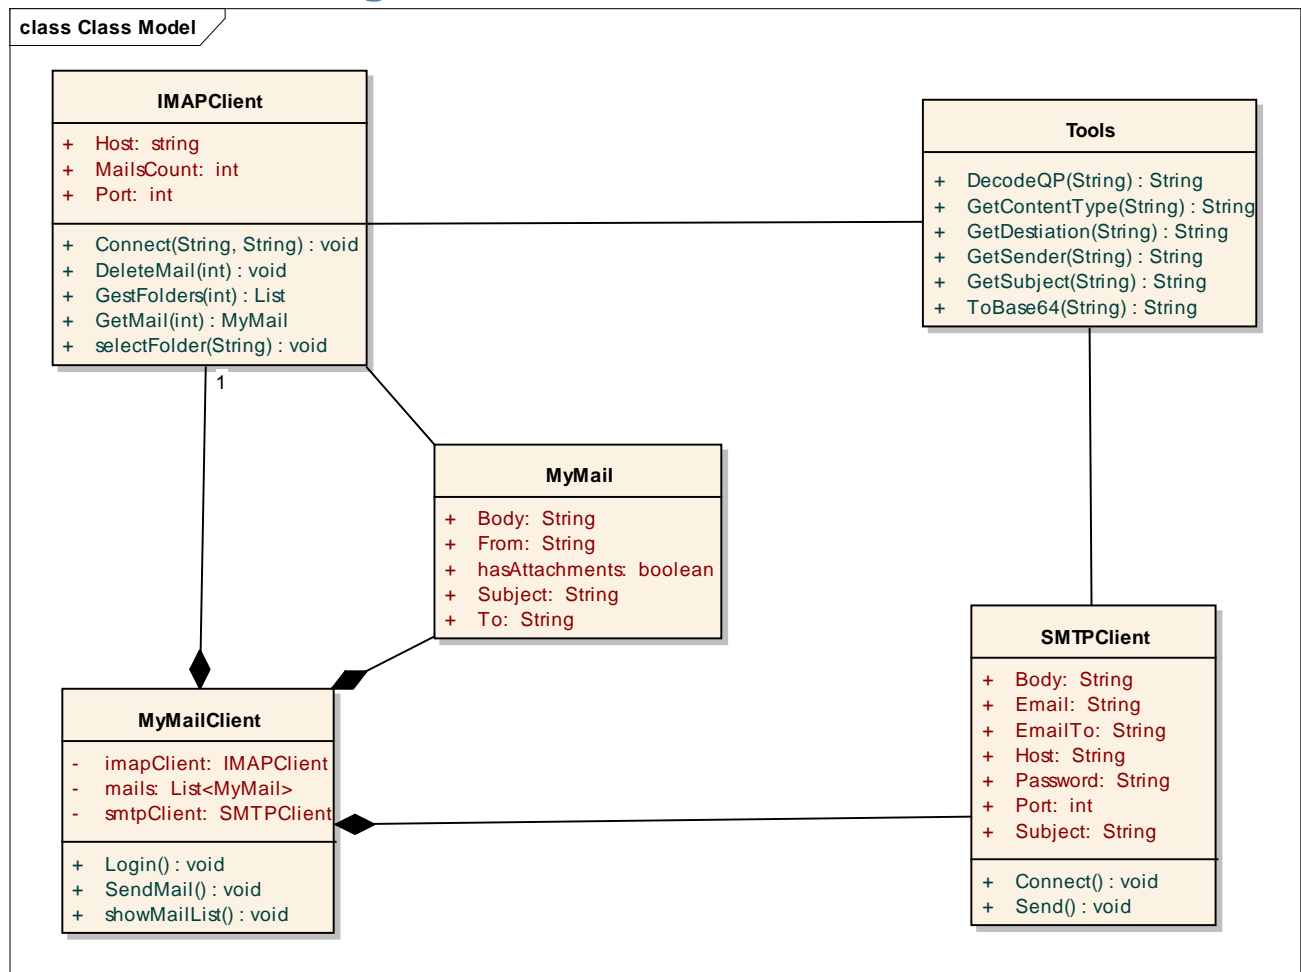 class Class Model
IMAPClient
+ Host: string
+ MailsCount: int
+ Port: int
+ Connect(String, String) : void
+ DeleteMail(int) : void
+ GestFolders(int) : List
+ GetMail(int) : MyMail
+ selectFolder(String) : void
1
Tools
+ DecodeQP(String) : String
+ GetContentType(String) : String
+ GetDestiation(String) : String
+ GetSender(String) : String
+ GetSubject(String) : String
+ ToBase64(String) : String
MyMail
+ Body: String
+ From: String
+ hasAttachments: boolean
+ Subject: String
+ To: String
SMTPClient
+ Body: String
+ Email: String
+ EmailTo: String
+ Host: String
+ Password: String
+ Port: int
+ Subject: String
+ Connect() : void
+ Send() : void
MyMailClient
- imapClient: IMAPClient
- mails: List<MyMail>
- smtpClient: SMTPClient
+ Login() : void
+ SendMail() : void
+ showMailList() : void